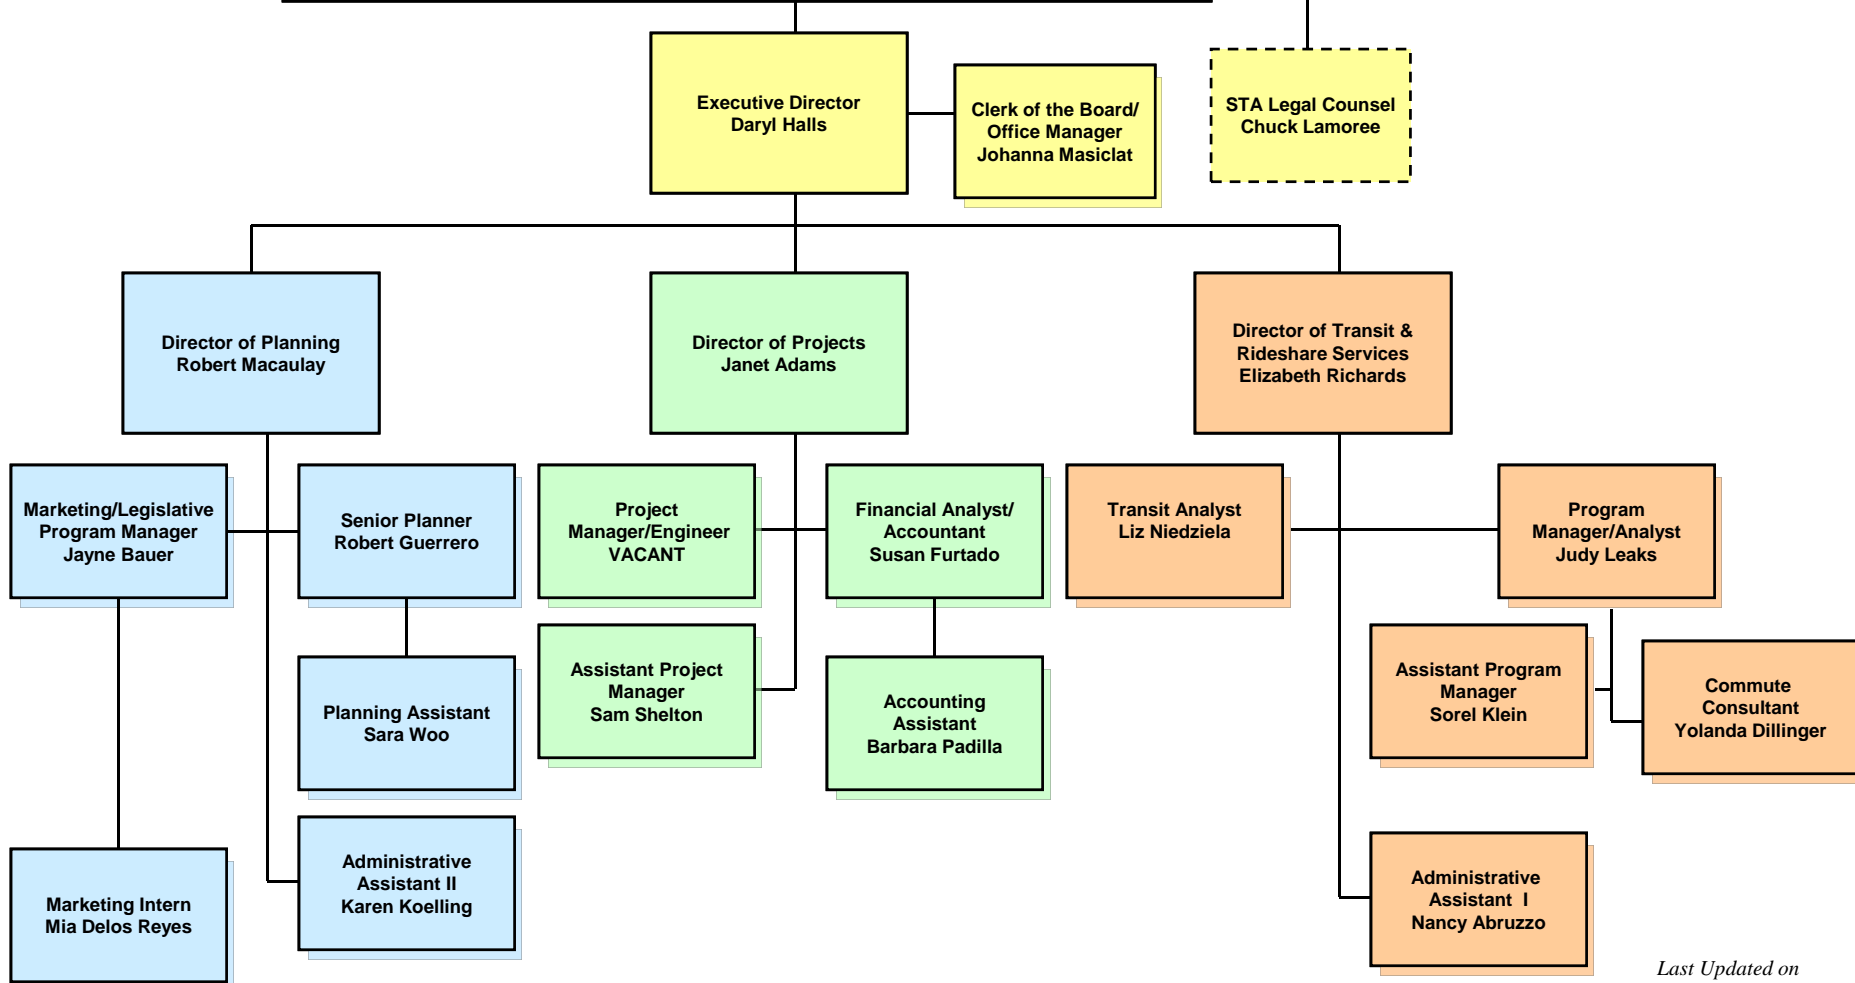 Executive Director
Daryl Halls
Clerk of the Board/
Office Manager
Johanna Masiclat
STA Legal Counsel
Chuck Lamoree
Director of Planning
Robert Macaulay
Director of Projects
Janet Adams
Director of Transit &
Rideshare Services
Elizabeth Richards
Marketing/Legislative
Program Manager
Jayne Bauer
Senior Planner
Robert Guerrero
Project
Manager/Engineer
VACANT
Financial Analyst/
Accountant
Susan Furtado
Transit Analyst
Liz Niedziela
Program
Manager/Analyst
Judy Leaks
Planning Assistant
Sara Woo
Assistant Project
Manager
Sam Shelton
Accounting
Assistant
Barbara Padilla
Assistant Program
Manager
Sorel Klein
Commute
Consultant
Yolanda Dillinger
Marketing Intern
Mia Delos Reyes
Administrative
Assistant II
Karen Koelling
Administrative
Assistant I
Nancy Abruzzo
Last Updated on